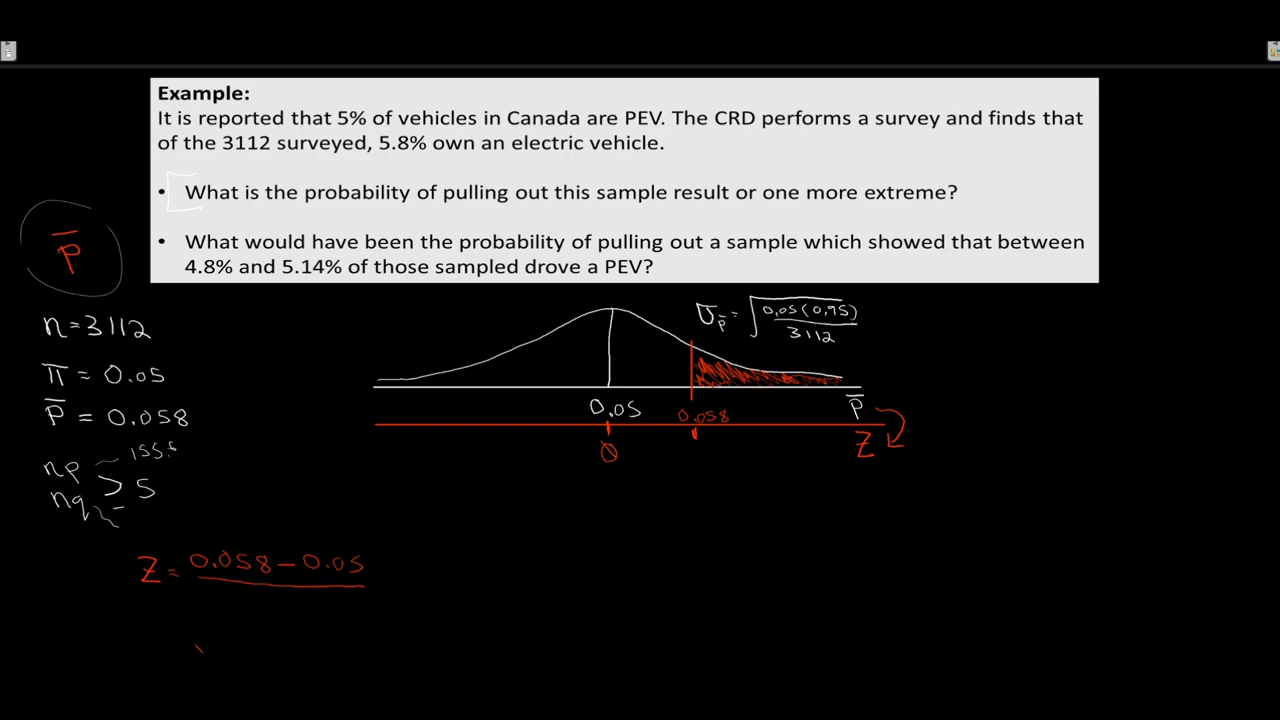 Example:
It is reported that 5% of vehicles in Canada are PEV. The CRD performs a survey and finds that
of the 3112 surveyed, 5.8% own an electric vehicle.
• What is the probability of pulling out this sample result or one more extreme?
• What would have been the probability of pulling out a sample which showed that between
4.8% and 5.14% of those sampled drove a PEV?
p̅
n=3112
π = 0.05
p̅ = 0.058
np 155.6
nq > 5
σp̅ = √ 0.05(0.95)
3112
0.05
0.058
p̅
0
Z
Z = 0.058 - 0.05